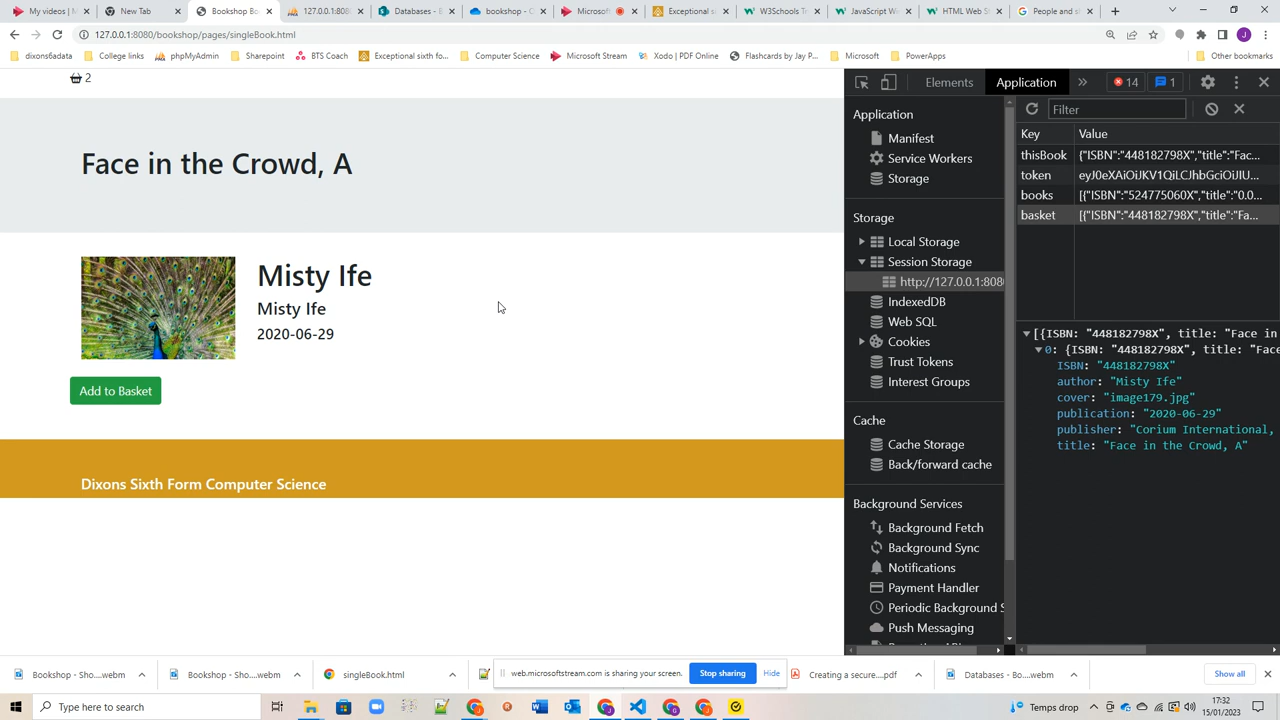 My videos | M
New Tab
Bookshop Bo
127.0.0.1:808
Databases - B
bookshop - C
Microsoft
Exceptional s
W3Schools T
JavaScript W
HTML Web S
People and s
127.0.0.1:8080/bookshop/pages/singleBook.html
dixons6adata
College links
phpMyAdmin
Sharepoint
BTS Coach
Exceptional sixth fo...
Computer Science
Microsoft Stream
Xodo | PDF Online
Flashcards by Jay P...
Microsoft
PowerApps
Other bookmarks
2
Face in the Crowd, A
Misty Ife
Misty Ife
2020-06-29
Add to Basket
Dixons Sixth Form Computer Science
Elements
Application
14
1
Application
Manifest
Service Workers
Storage
Storage
Local Storage
Session Storage
http://127.0.0.1:808
IndexedDB
Web SQL
Cookies
Trust Tokens
Interest Groups
Cache
Cache Storage
Back/forward cache
Background Services
Background Fetch
Background Sync
Notifications
Payment Handler
Periodic Background S
Push Messaging
Filter
Key Value
thisBook {"ISBN":"448182798X","title":"Fac...
token eyJ0eXAiOiJKV1QiLCJhbGciOiJIU...
books [{"ISBN":"524775060X","title":"0.0...
basket [{"ISBN":"448182798X","title":"Fa...
[{ISBN: "448182798X", title: "Face in
0: {ISBN: "448182798X", title: "Face
ISBN: "448182798X"
author: "Misty Ife"
cover: "image179.jpg"
publication: "2020-06-29"
publisher: "Corium International,
title: "Face in the Crowd, A"
Bookshop - Sho....webm
Bookshop - Sho....webm
singleBook.html
web.microsoftstream.com is sharing your screen.
Stop sharing
Hide
Creating a secure....pdf
Databases - Bo....webm
Show all
Type here to search
Temps drop
17:32
15/01/2023